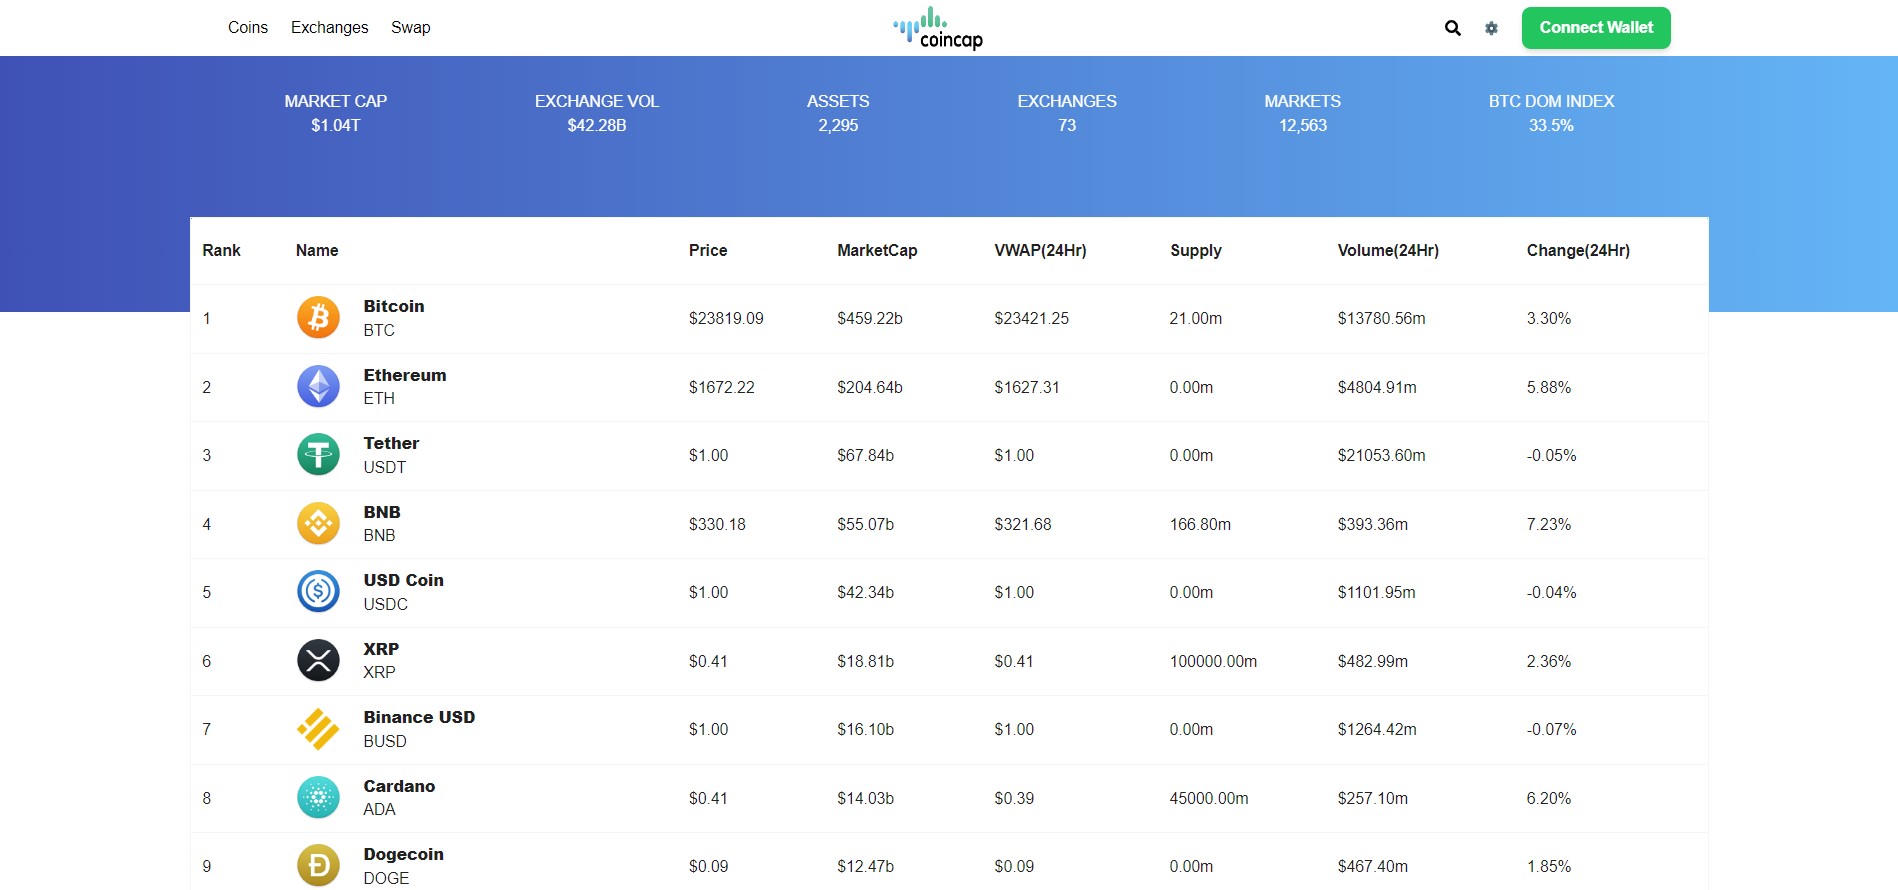 Coins Exchanges Swap coincap Connect Wallet
MARKET CAP EXCHANGE VOL ASSETS EXCHANGES MARKETS BTC DOM INDEX
$1.04T $42.28B 2,295 73 12,563 33.5%
Rank Name Price MarketCap VWAP(24Hr) Supply Volume(24Hr) Change(24Hr)
1 Bitcoin $23819.09 $459.22b $23421.25 21.00m $13780.56m 3.30%
BTC
2 Ethereum $1672.22 $204.64b $1627.31 0.00m $4804.91m 5.88%
ETH
3 Tether $1.00 $67.84b $1.00 0.00m $21053.60m -0.05%
USDT
4 BNB $330.18 $55.07b $321.68 166.80m $393.36m 7.23%
BNB
5 USD Coin $1.00 $42.34b $1.00 0.00m $1101.95m -0.04%
USDC
6 XRP $0.41 $18.81b $0.41 100000.00m $482.99m 2.36%
XRP
7 Binance USD $1.00 $16.10b $1.00 0.00m $1264.42m -0.07%
BUSD
8 Cardano $0.41 $14.03b $0.39 45000.00m $257.10m 6.20%
ADA
9 Dogecoin $0.09 $12.47b $0.09 0.00m $467.40m 1.85%
DOGE